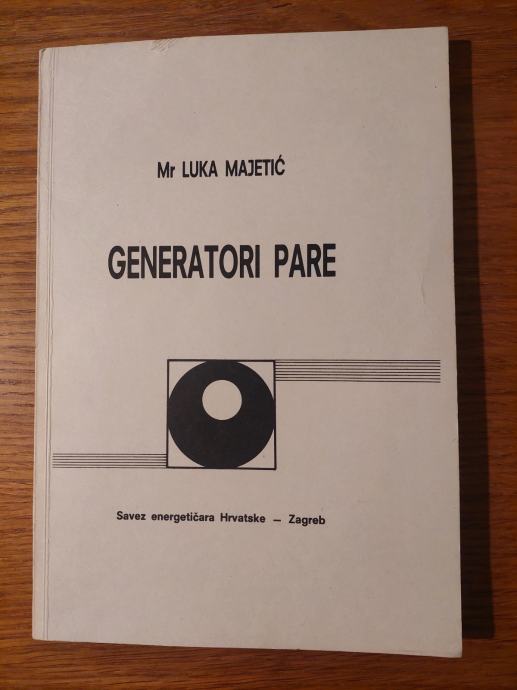 Mr LUKA MAJETIĆ
GENERATORI PARE
Savez energetičara Hrvatske – Zagreb